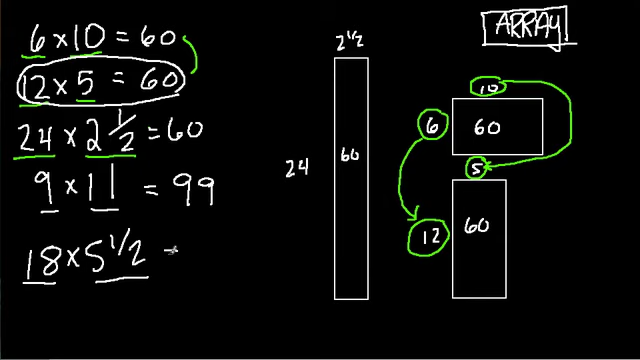 6 x 10 = 60
12 x 5 = 60
24 x 2 1/2 = 60
9 x 11 = 99
18 x 5 1/2 =
2 1/2
24
60
ARRAY
10
6
60
5
12
60